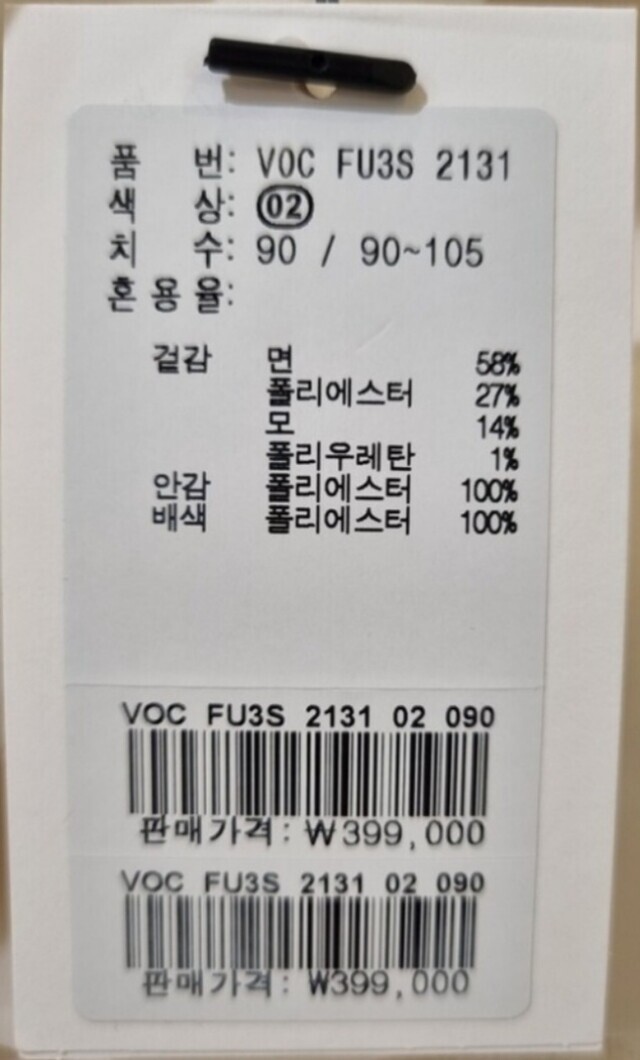 품 번: VOC FU3S 2131
색 상: 02
치 수: 90 / 90~105
혼 용 율:
겉감 면 58%
폴리에스터 27%
모 14%
폴리우레탄 1%
안감 폴리에스터 100%
배색 폴리에스터 100%
VOC FU3S 2131 02 090
판매가격: ₩399,000
VOC FU3S 2131 02 090
판매가격: ₩399,000